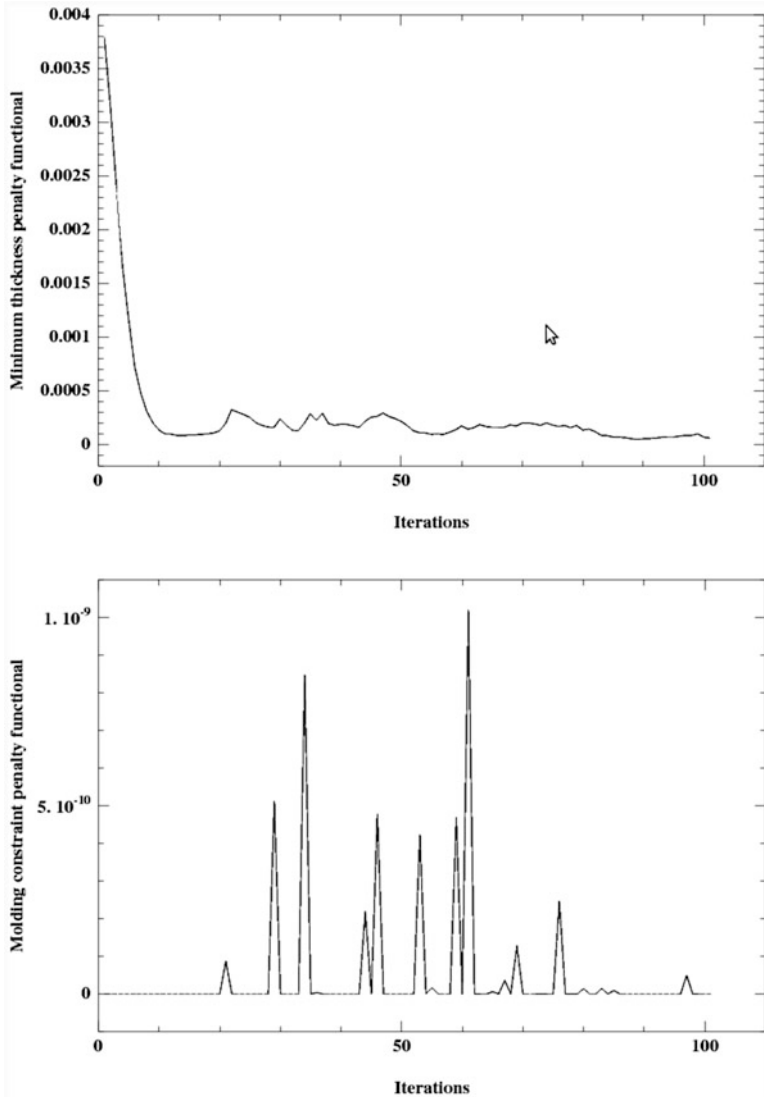 0.004
0.0035
0.003
0.0025
0.002
0.0015
0.001
0.0005
0
Minimum thickness penalty functional
0 50 100
Iterations
1. 10⁻⁹
5. 10⁻¹⁰
0
Molding constraint penalty functional
0 50 100
Iterations